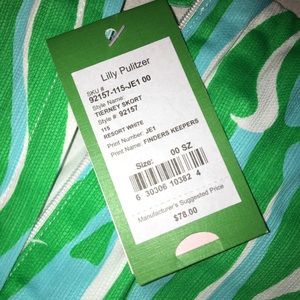 Lilly Pulitzer
SKU #
92157-115-JE1 00
Style Name:
TIERNEY SKORT
Style #: 92157
115
RESORT WHITE
Print Number: JE1
Print Name: FINDERS KEEPERS
Size: 00 SZ
6 30306 10382 4
Manufacturer's Suggested Price
$78.00